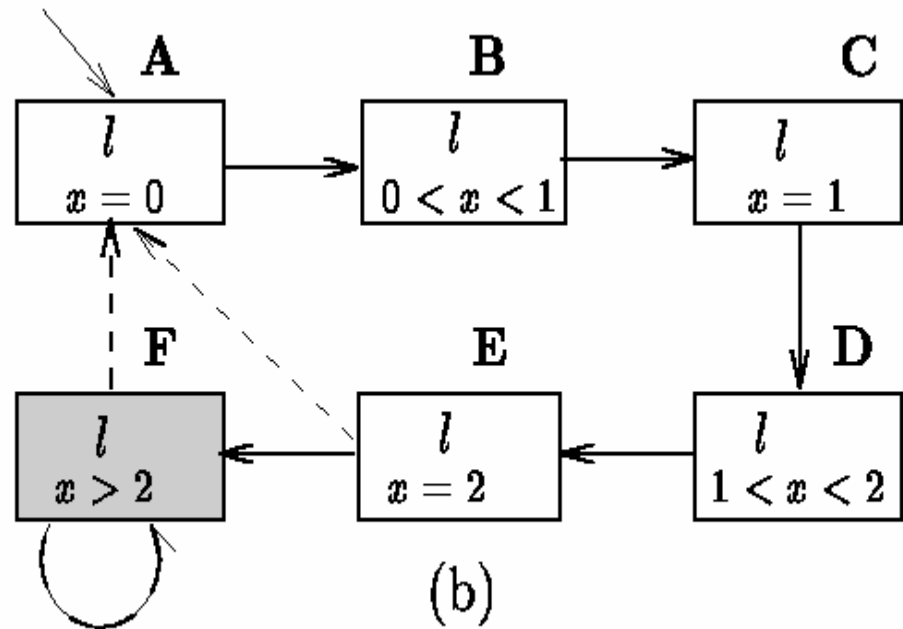 A
l
x = 0
B
l
0 < x < 1
C
l
x = 1
F
l
x > 2
E
l
x = 2
D
l
1 < x < 2
(b)